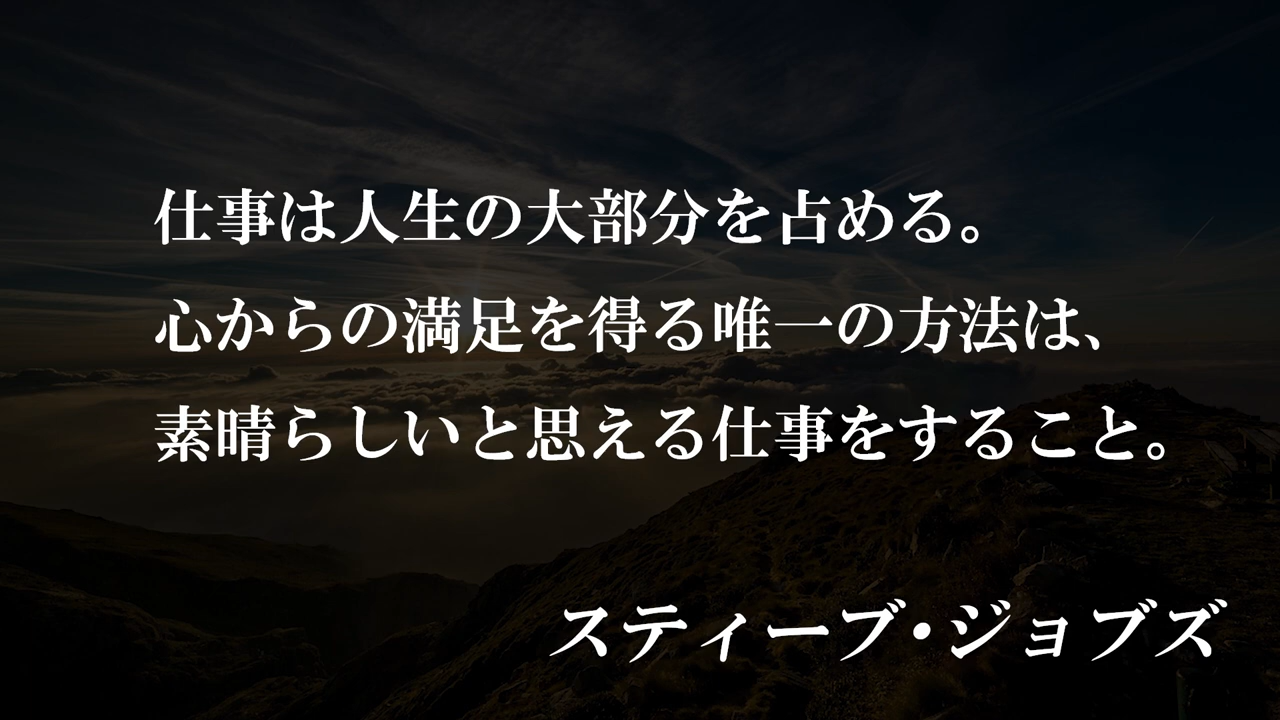 仕事は人生の大部分を占める。
心からの満足を得る唯一の方法は、
素晴らしいと思える仕事をすること。
スティーブ・ジョブズ